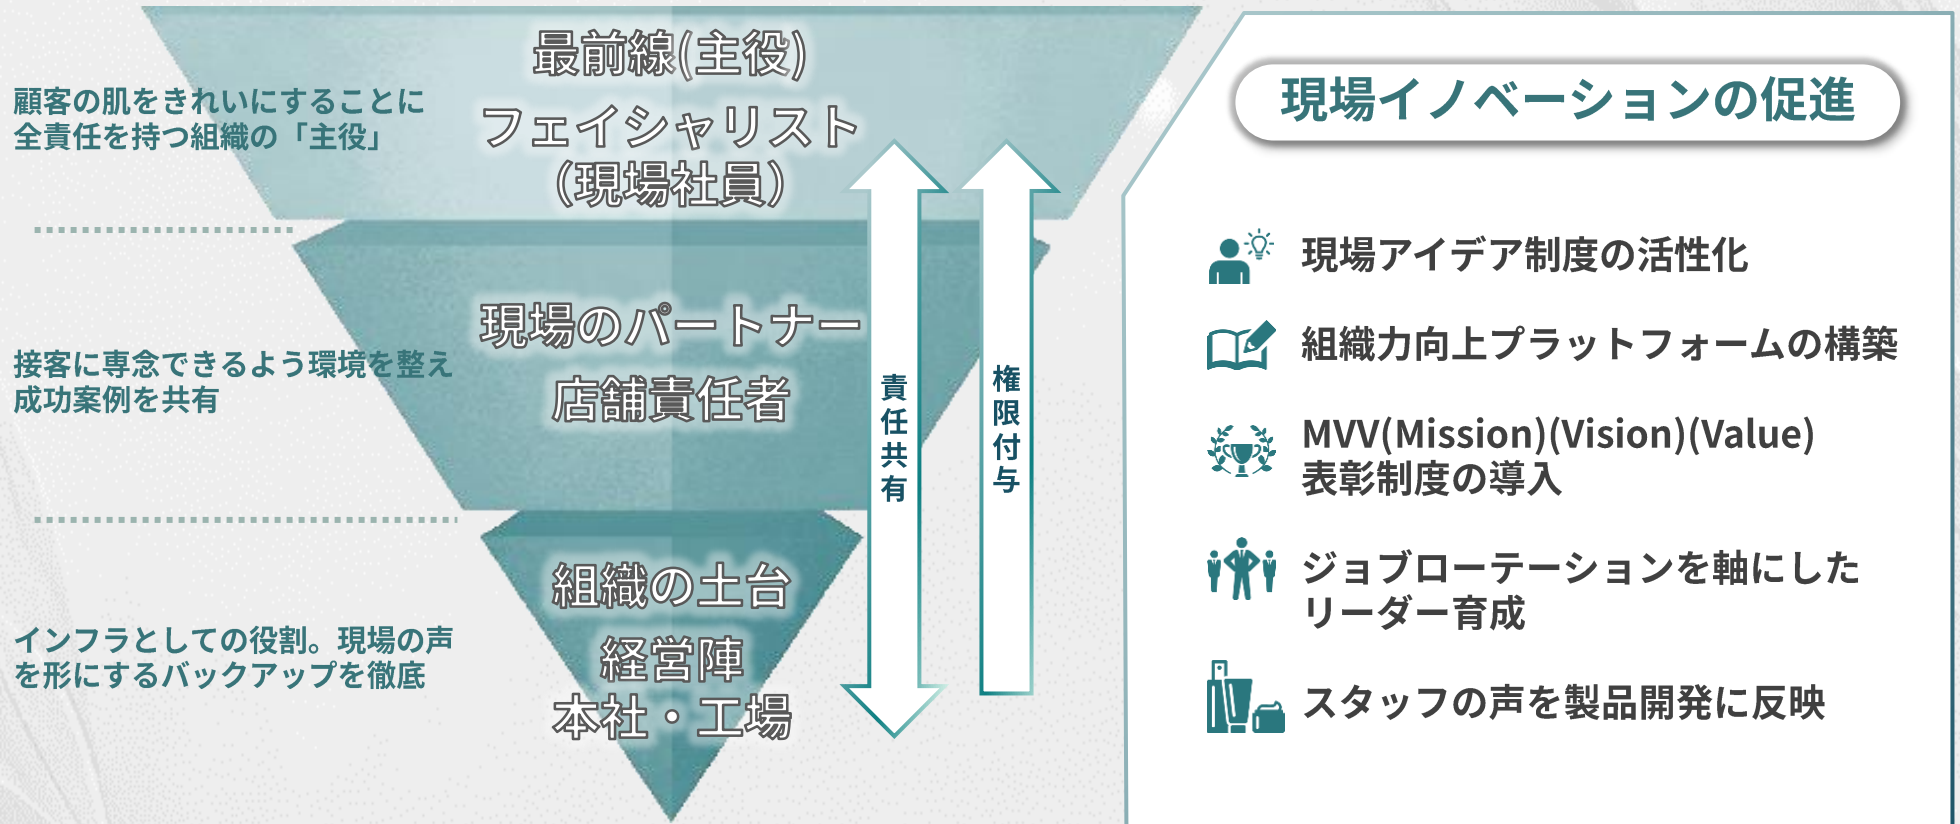 最前線(主役)
フェイシャリスト
（現場社員）
顧客の肌をきれいにすることに
全責任を持つ組織の「主役」
現場のパートナー
店舗責任者
接客に専念できるよう環境を整え
成功案例を共有
組織の土台
経営陣
本社・工場
インフラとしての役割。現場の声
を形にするバックアップを徹底
責任共有
権限付与
現場イノベーションの促進
現場アイデア制度の活性化
組織力向上プラットフォームの構築
MVV(Mission)(Vision)(Value)
表彰制度の導入
ジョブローテーションを軸にした
リーダー育成
スタッフの声を製品開発に反映